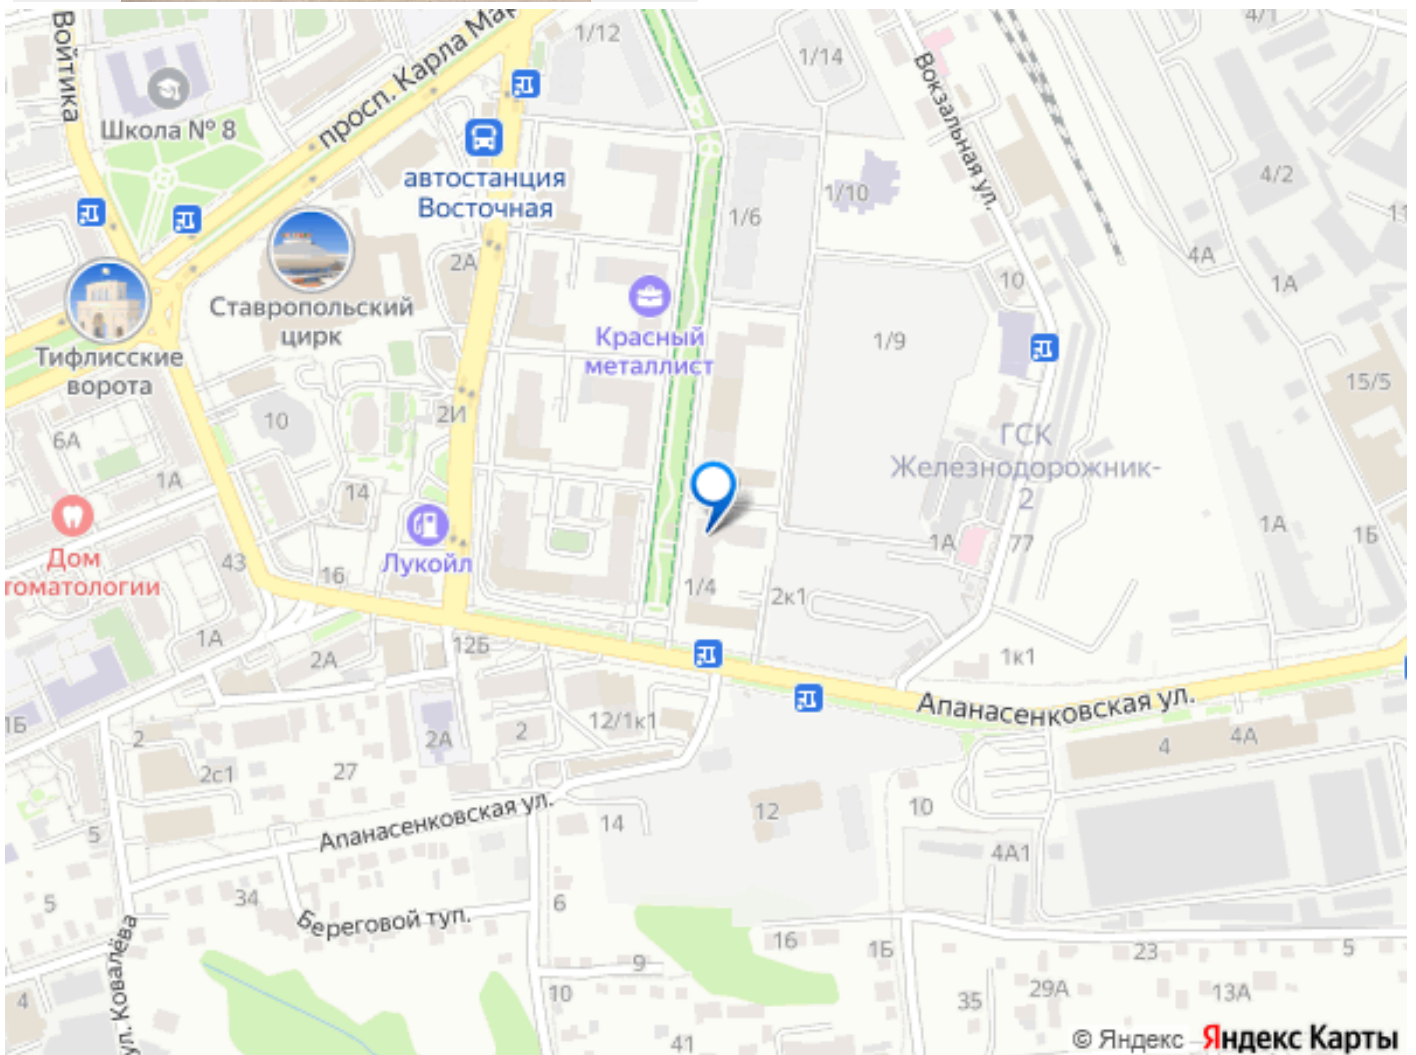 4/1
Войтика
просп. Карла Мар
1/12
1/14
Вокзальная ул.
Школа № 8
автостанция
Восточная
4/2
1/10
1/6
11
4А
2А
10
1А
Ставропольский
цирк
Красный
металлист
1/9
Тифлисские
ворота
15/5
2И
10
6А
ГСК
Железнодорожник-
2
1А
14
1А
1Б
1А
77
Дом
томатологии
Лукойл
43
16
1/4
2к1
1А
2А
12Б
1к1
Апанасенковская ул.
1Б
2
2А
2
12/1к1
4
4А
2с1
27
12
10
5
Апанасенковская ул.
14
4А1
34
5
6
Береговой туп.
ул. Ковалёва
16
1Б
23
5
9
4
10
35
29А
13А
41
© Яндекс
Яндекс Карты